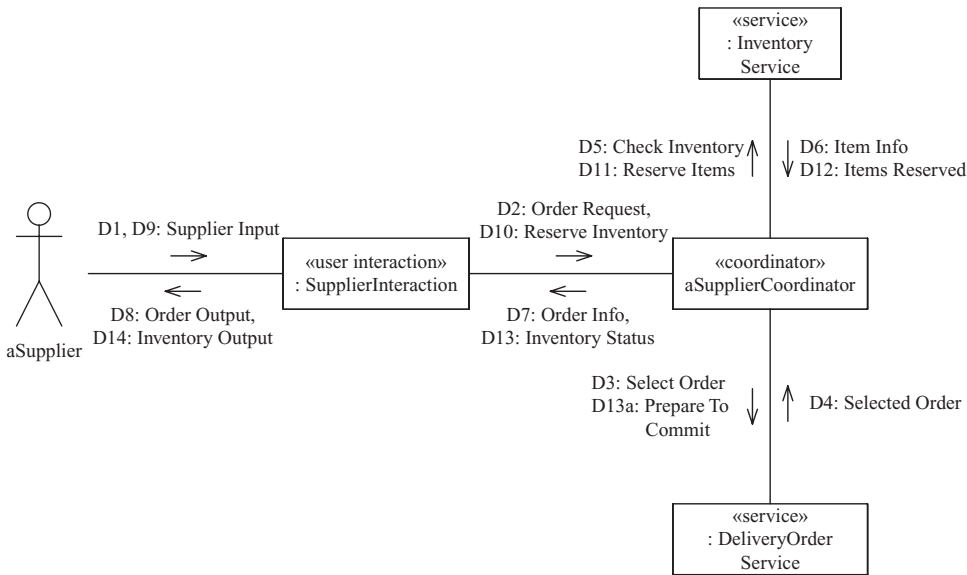 «service»
: Inventory
Service
D5: Check Inventory
D11: Reserve Items
D6: Item Info
D12: Items Reserved
D1, D9: Supplier Input
D2: Order Request,
D10: Reserve Inventory
«user interaction»
: SupplierInteraction
«coordinator»
aSupplierCoordinator
D8: Order Output,
D14: Inventory Output
D7: Order Info,
D13: Inventory Status
aSupplier
D3: Select Order
D13a: Prepare To
Commit
D4: Selected Order
«service»
: DeliveryOrder
Service